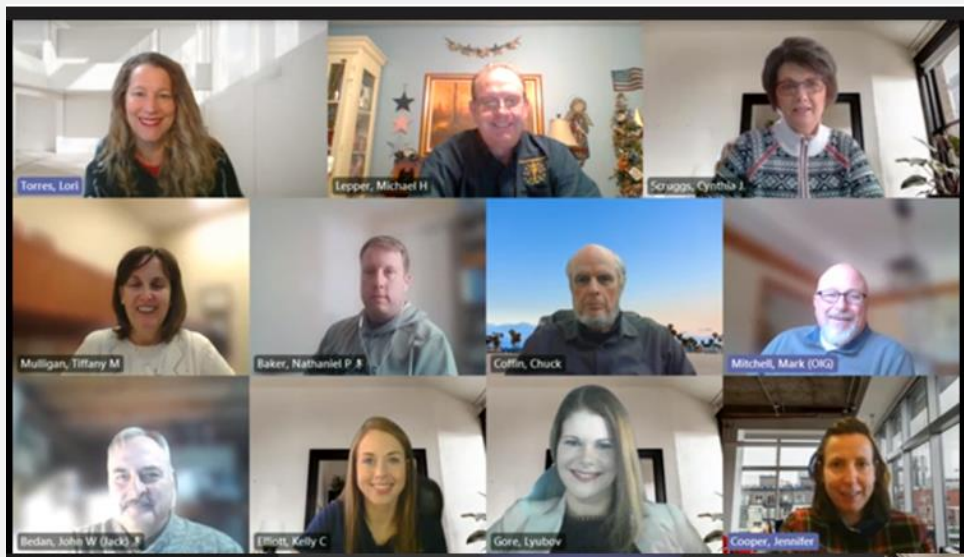 Torres, Lori
Lepper, Michael H
Scruggs, Cynthia J.
Mulligan, Tiffany M
Baker, Nathaniel P
Coffin, Chuck
Mitchell, Mark (OIG)
Bedan, John W (Jack)
Elliott, Kelly C
Gore, Lyubov
Cooper, Jennifer